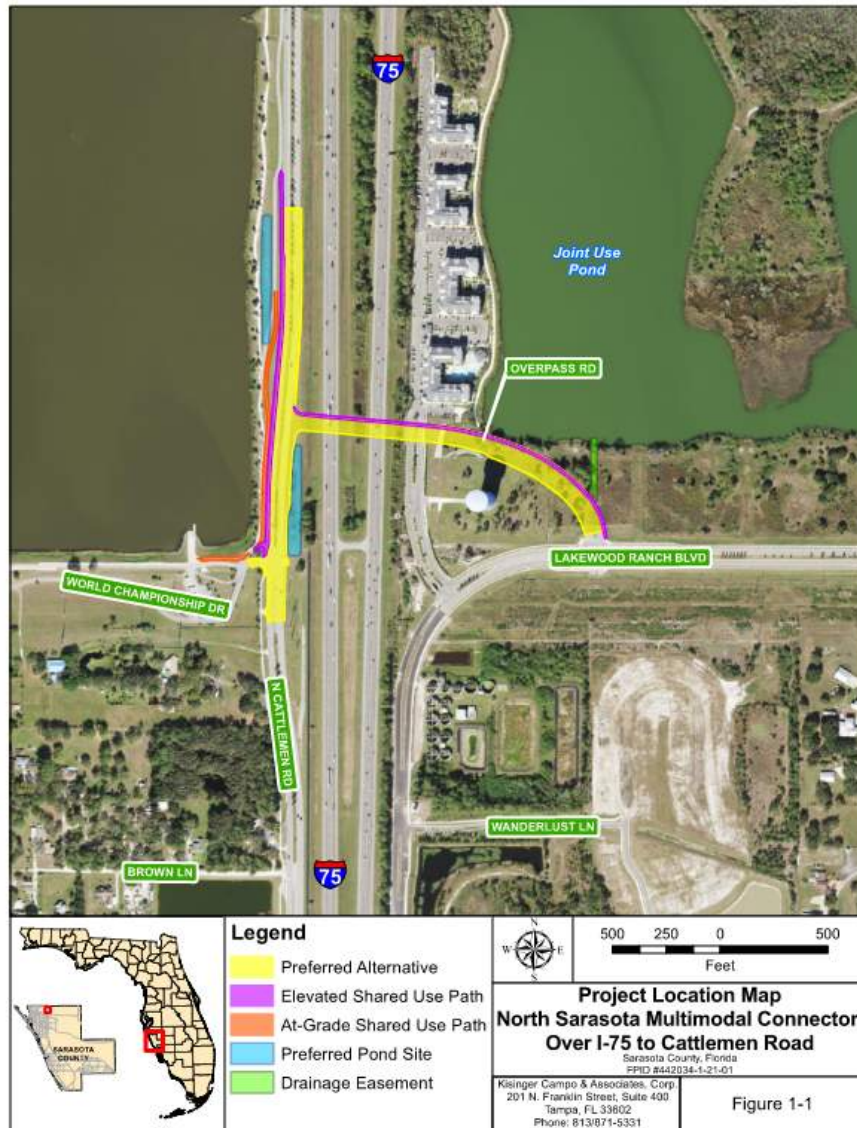 75
Joint Use
Pond
OVERPASS RD
LAKEWOOD RANCH BLVD
WORLD CHAMPIONSHIP DR
N CATTLEMEN RD
WANDERLUST LN
BROWN LN
75
SARASOTA
COUNTY
Legend
Preferred Alternative
Elevated Shared Use Path
At-Grade Shared Use Path
Preferred Pond Site
Drainage Easement
N
W
E
S
500 250 0 500
Feet
Project Location Map
North Sarasota Multimodal Connector
Over I-75 to Cattlemen Road
Sarasota County, Florida
FPID #442034-1-21-01
Kisinger Campo & Associates, Corp.
201 N. Franklin Street, Suite 400
Tampa, FL 33602
Phone: 813/871-5331
Figure 1-1